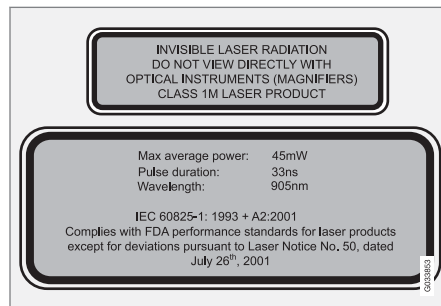 INVISIBLE LASER RADIATION
DO NOT VIEW DIRECTLY WITH
OPTICAL INSTRUMENTS (MAGNIFIERS)
CLASS 1M LASER PRODUCT
Max average power: 45mW
Pulse duration: 33ns
Wavelength: 905nm
IEC 60825-1: 1993 + A2:2001
Complies with FDA performance standards for laser products
except for deviations pursuant to Laser Notice No. 50, dated
July 26th, 2001
G033853